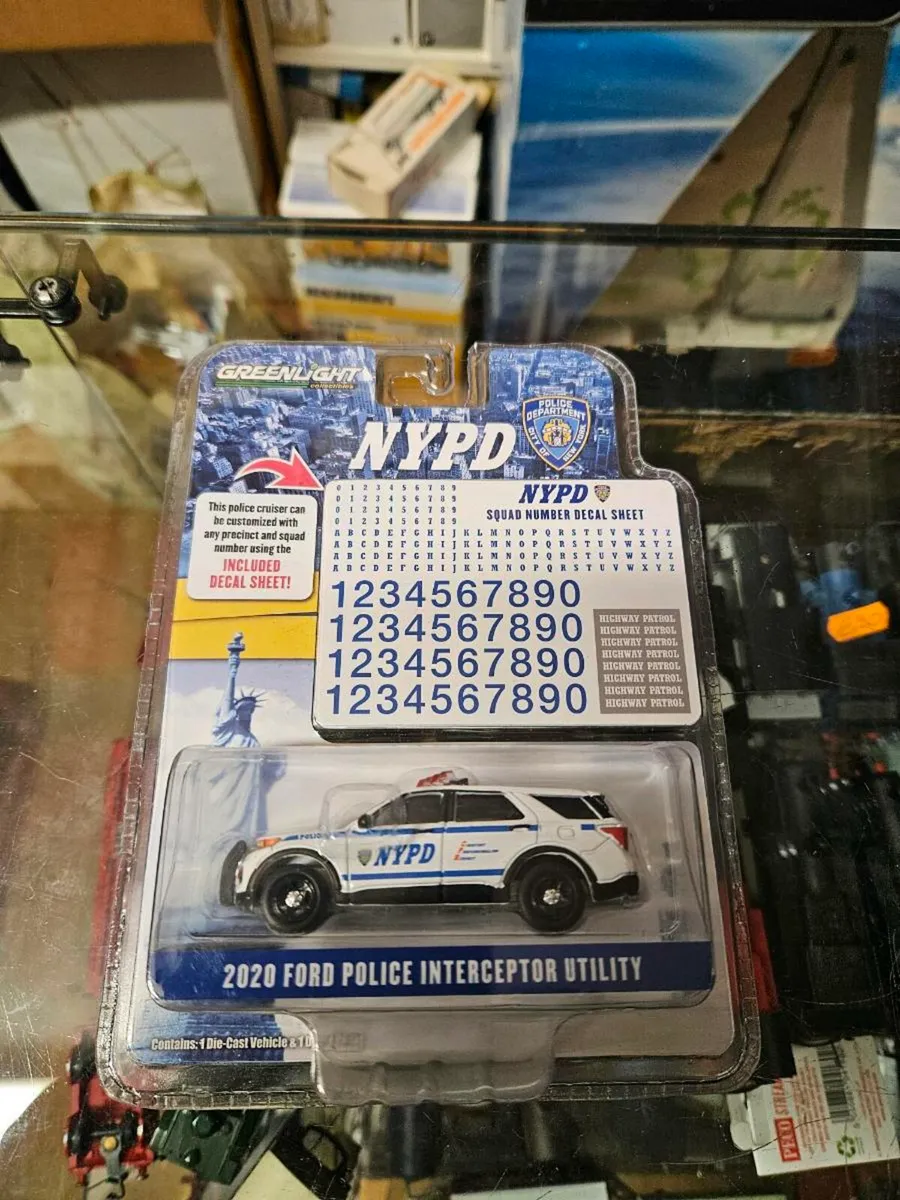 GREENLIGHT
collectibles
NYPD
POLICE
DEPARTMENT
CITY OF NEW YORK
This police cruiser can
be customized with
any precinct and squad
number using the
INCLUDED
DECAL SHEET!
NYPD
SQUAD NUMBER DECAL SHEET
0 1 2 3 4 5 6 7 8 9
0 1 2 3 4 5 6 7 8 9
0 1 2 3 4 5 6 7 8 9
0 1 2 3 4 5 6 7 8 9
A B C D E F G H I J K L M N O P Q R S T U V W X Y Z
A B C D E F G H I J K L M N O P Q R S T U V W X Y Z
A B C D E F G H I J K L M N O P Q R S T U V W X Y Z
A B C D E F G H I J K L M N O P Q R S T U V W X Y Z
1234567890
1234567890
1234567890
1234567890
HIGHWAY PATROL
HIGHWAY PATROL
HIGHWAY PATROL
HIGHWAY PATROL
HIGHWAY PATROL
HIGHWAY PATROL
HIGHWAY PATROL
HIGHWAY PATROL
POLICE
NYPD
2020 FORD POLICE INTERCEPTOR UTILITY
Contains: 1 Die-Cast Vehicle & 1
PECO